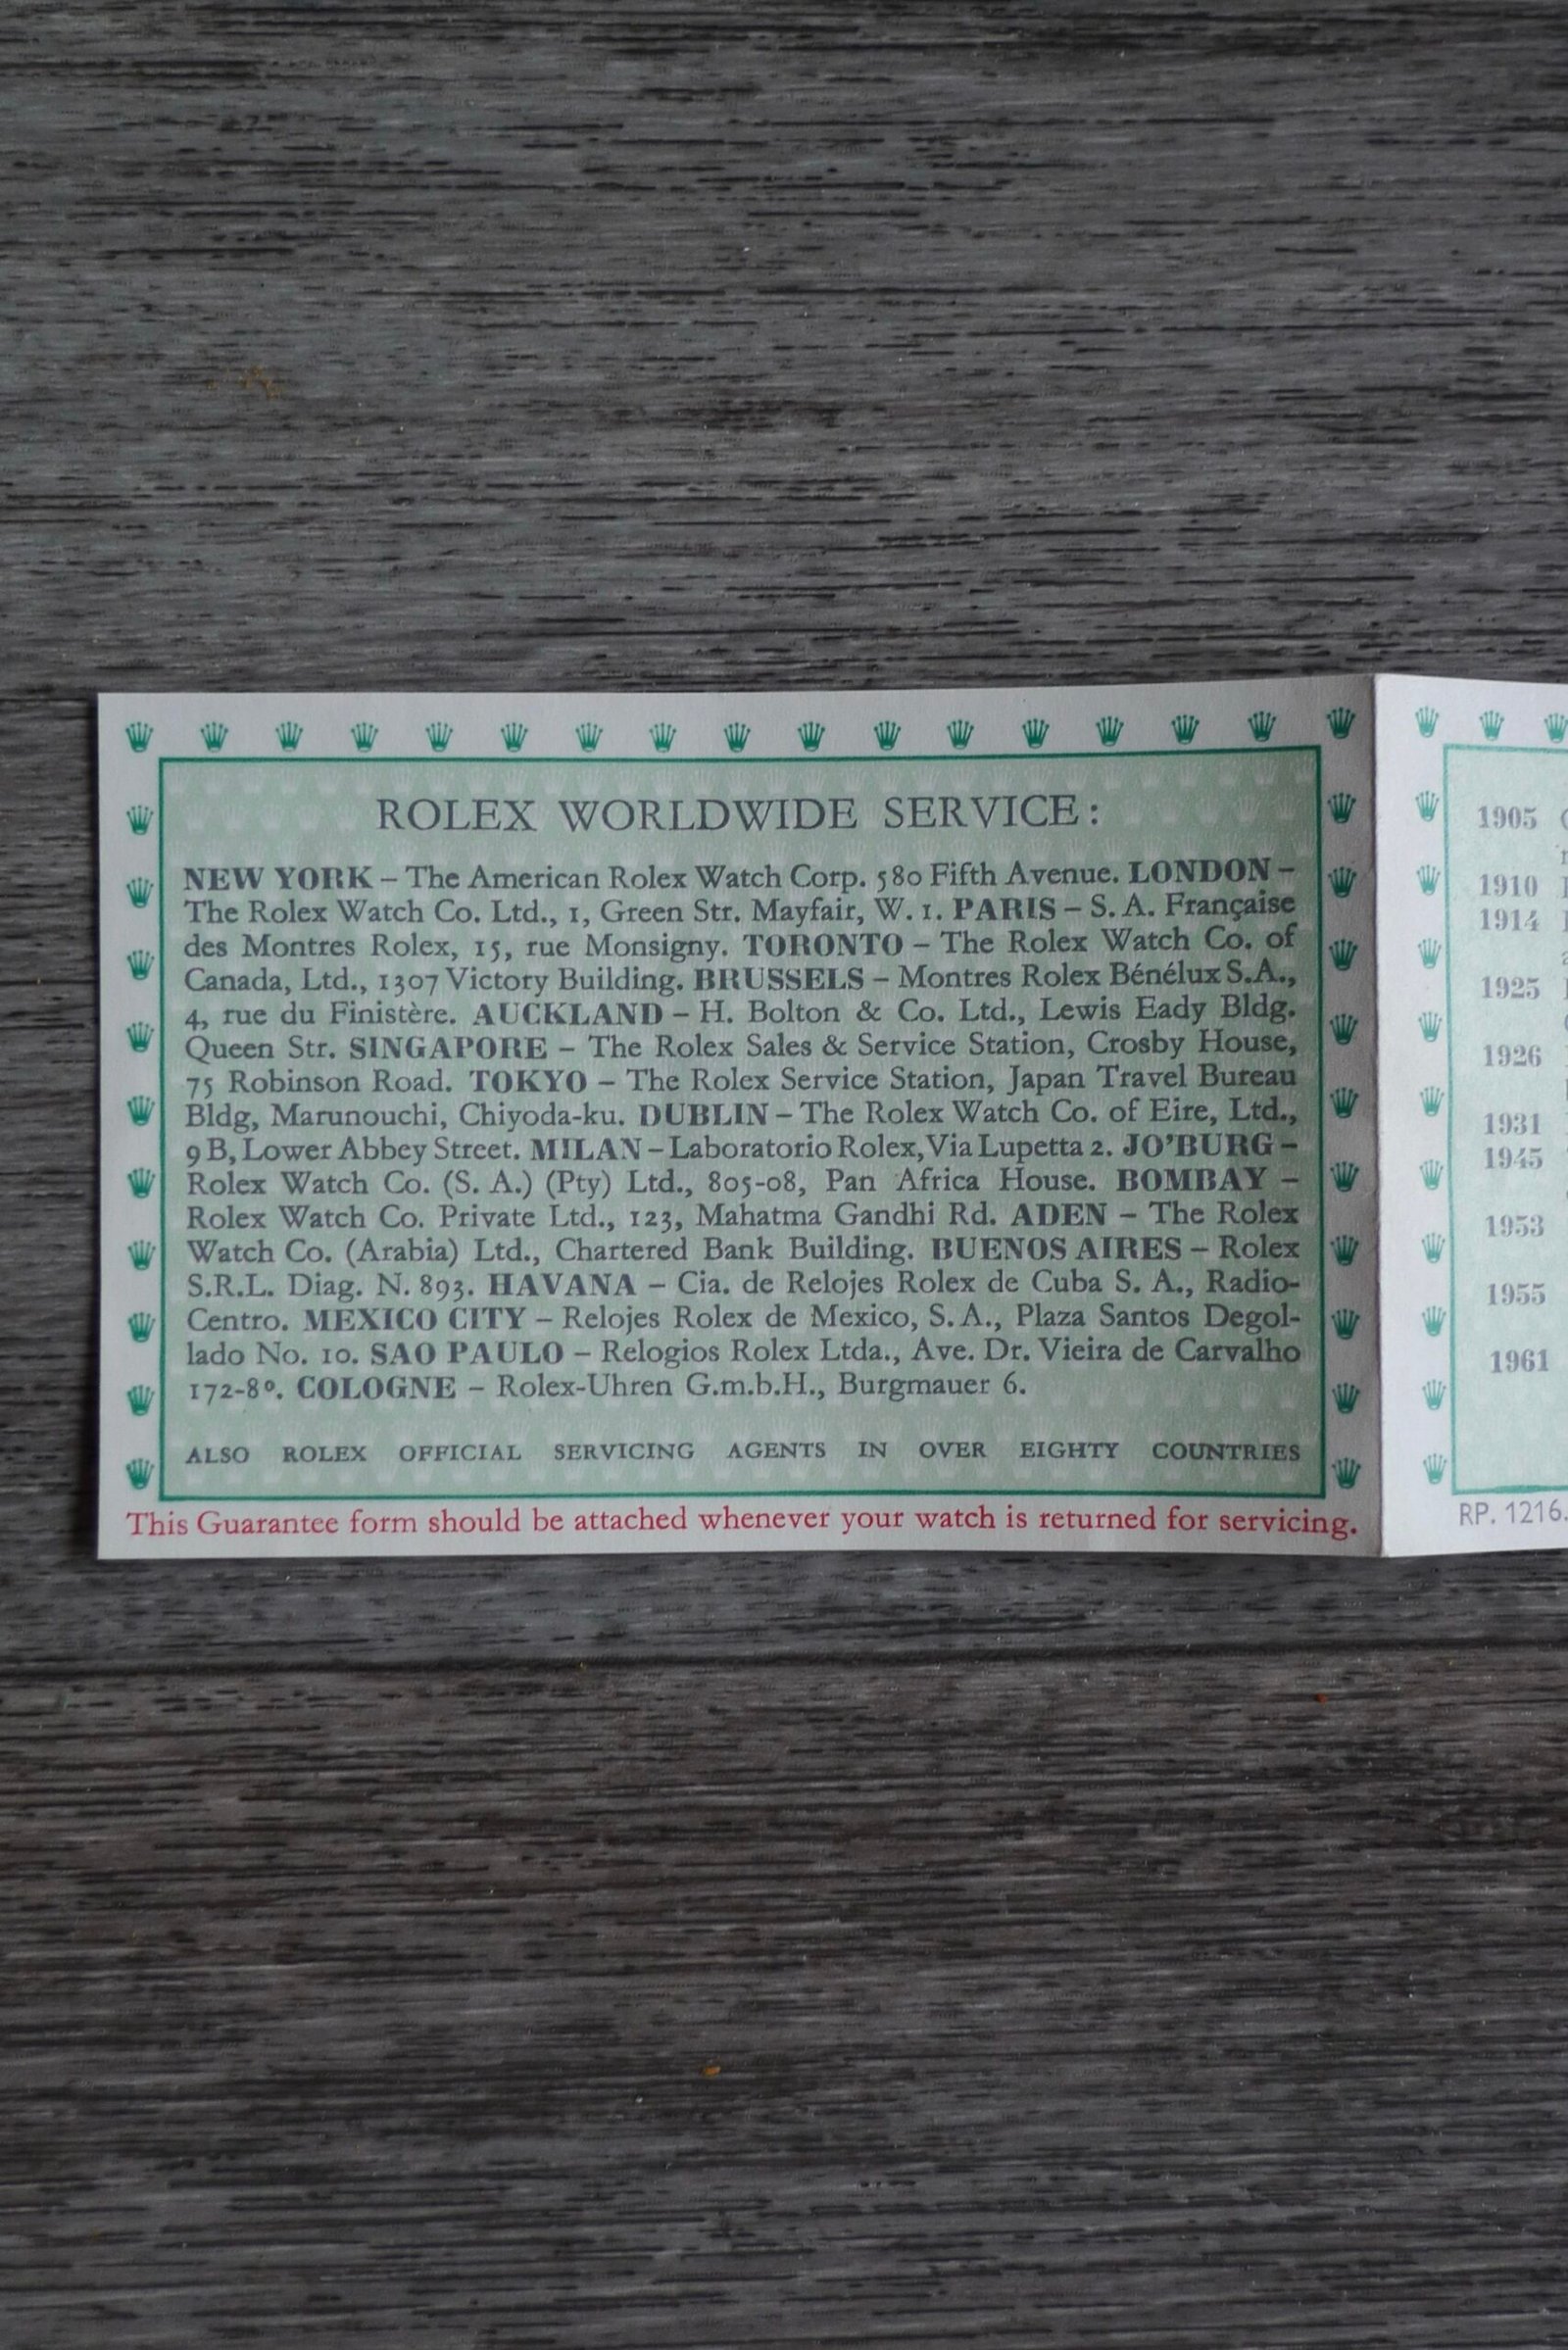 ROLEX WORLDWIDE SERVICE:
NEW YORK – The American Rolex Watch Corp. 580 Fifth Avenue. LONDON –
The Rolex Watch Co. Ltd., 1, Green Str. Mayfair, W. 1. PARIS – S. A. Française
des Montres Rolex, 15, rue Monsigny. TORONTO – The Rolex Watch Co. of
Canada, Ltd., 1307 Victory Building. BRUSSELS – Montres Rolex Bénélux S.A.,
4, rue du Finistère. AUCKLAND – H. Bolton & Co. Ltd., Lewis Eady Bldg.
Queen Str. SINGAPORE – The Rolex Sales & Service Station, Crosby House,
75 Robinson Road. TOKYO – The Rolex Service Station, Japan Travel Bureau
Bldg, Marunouchi, Chiyoda-ku. DUBLIN – The Rolex Watch Co. of Eire, Ltd.,
9 B, Lower Abbey Street. MILAN – Laboratorio Rolex, Via Lupetta 2. JO'BURG –
Rolex Watch Co. (S. A.) (Pty) Ltd., 805-08, Pan Africa House. BOMBAY –
Rolex Watch Co. Private Ltd., 123, Mahatma Gandhi Rd. ADEN – The Rolex
Watch Co. (Arabia) Ltd., Chartered Bank Building. BUENOS AIRES – Rolex
S.R.L. Diag. N. 893. HAVANA – Cia. de Relojes Rolex de Cuba S. A., Radio-
Centro. MEXICO CITY – Relojes Rolex de Mexico, S. A., Plaza Santos Degol-
lado No. 10. SAO PAULO – Relogios Rolex Ltda., Ave. Dr. Vieira de Carvalho
172-8º. COLOGNE – Rolex-Uhren G.m.b.H., Burgmauer 6.
ALSO ROLEX OFFICIAL SERVICING AGENTS IN OVER EIGHTY COUNTRIES
This Guarantee form should be attached whenever your watch is returned for servicing.
1905
1910
1914
1925
1926
1931
1945
1953
1955
1961
RP. 1216.